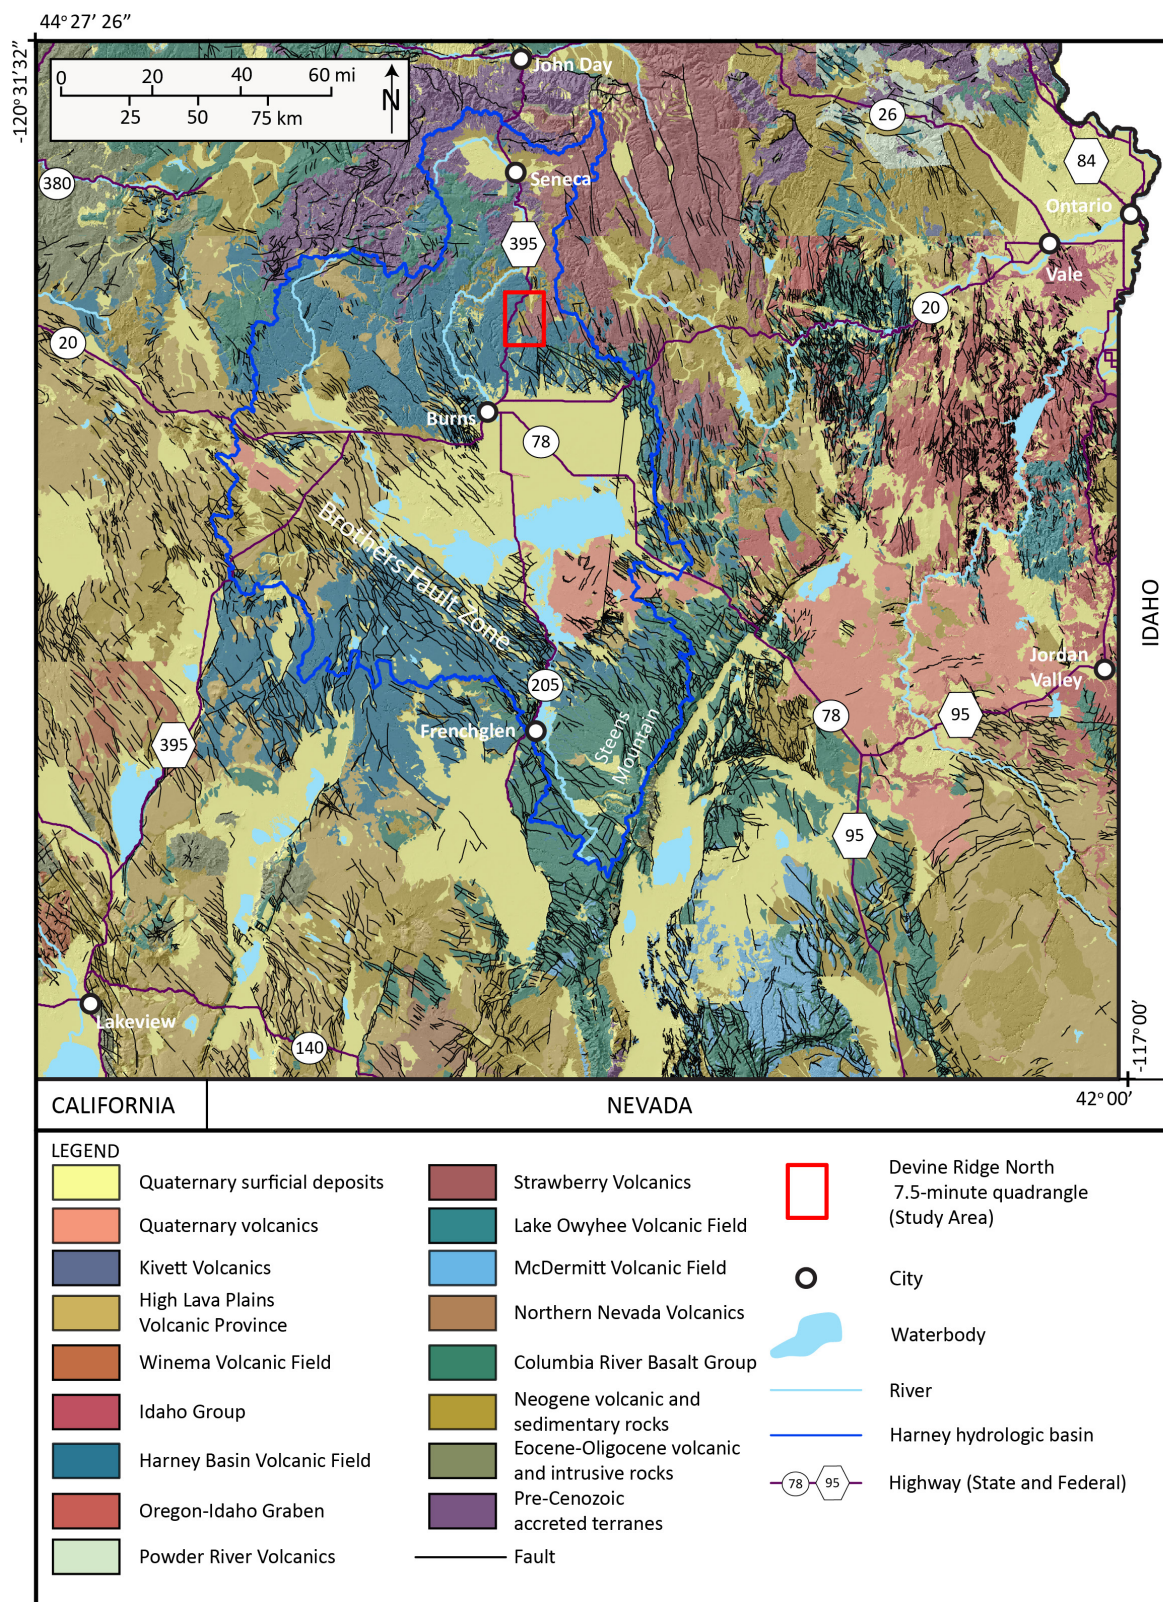 44° 27' 26"
-120° 31' 32"
0 20 40 60 mi
25 50 75 km
N
John Day
26
84
380
Seneca
Ontario
395
Vale
20
20
Burns
78
Brothers Fault Zone
IDAHO
Jordan
Valley
205
78
95
Frenchglen
Steens
Mountain
395
95
Lakeview
140
-117° 00'
42° 00'
CALIFORNIA
NEVADA
LEGEND
Quaternary surficial deposits
Quaternary volcanics
Kivett Volcanics
High Lava Plains
Volcanic Province
Winema Volcanic Field
Idaho Group
Harney Basin Volcanic Field
Oregon-Idaho Graben
Powder River Volcanics
Strawberry Volcanics
Lake Owyhee Volcanic Field
McDermitt Volcanic Field
Northern Nevada Volcanics
Columbia River Basalt Group
Neogene volcanic and
sedimentary rocks
Eocene-Oligocene volcanic
and intrusive rocks
Pre-Cenozoic
accreted terranes
Fault
Devine Ridge North
7.5-minute quadrangle
(Study Area)
City
Waterbody
River
Harney hydrologic basin
78 95 Highway (State and Federal)